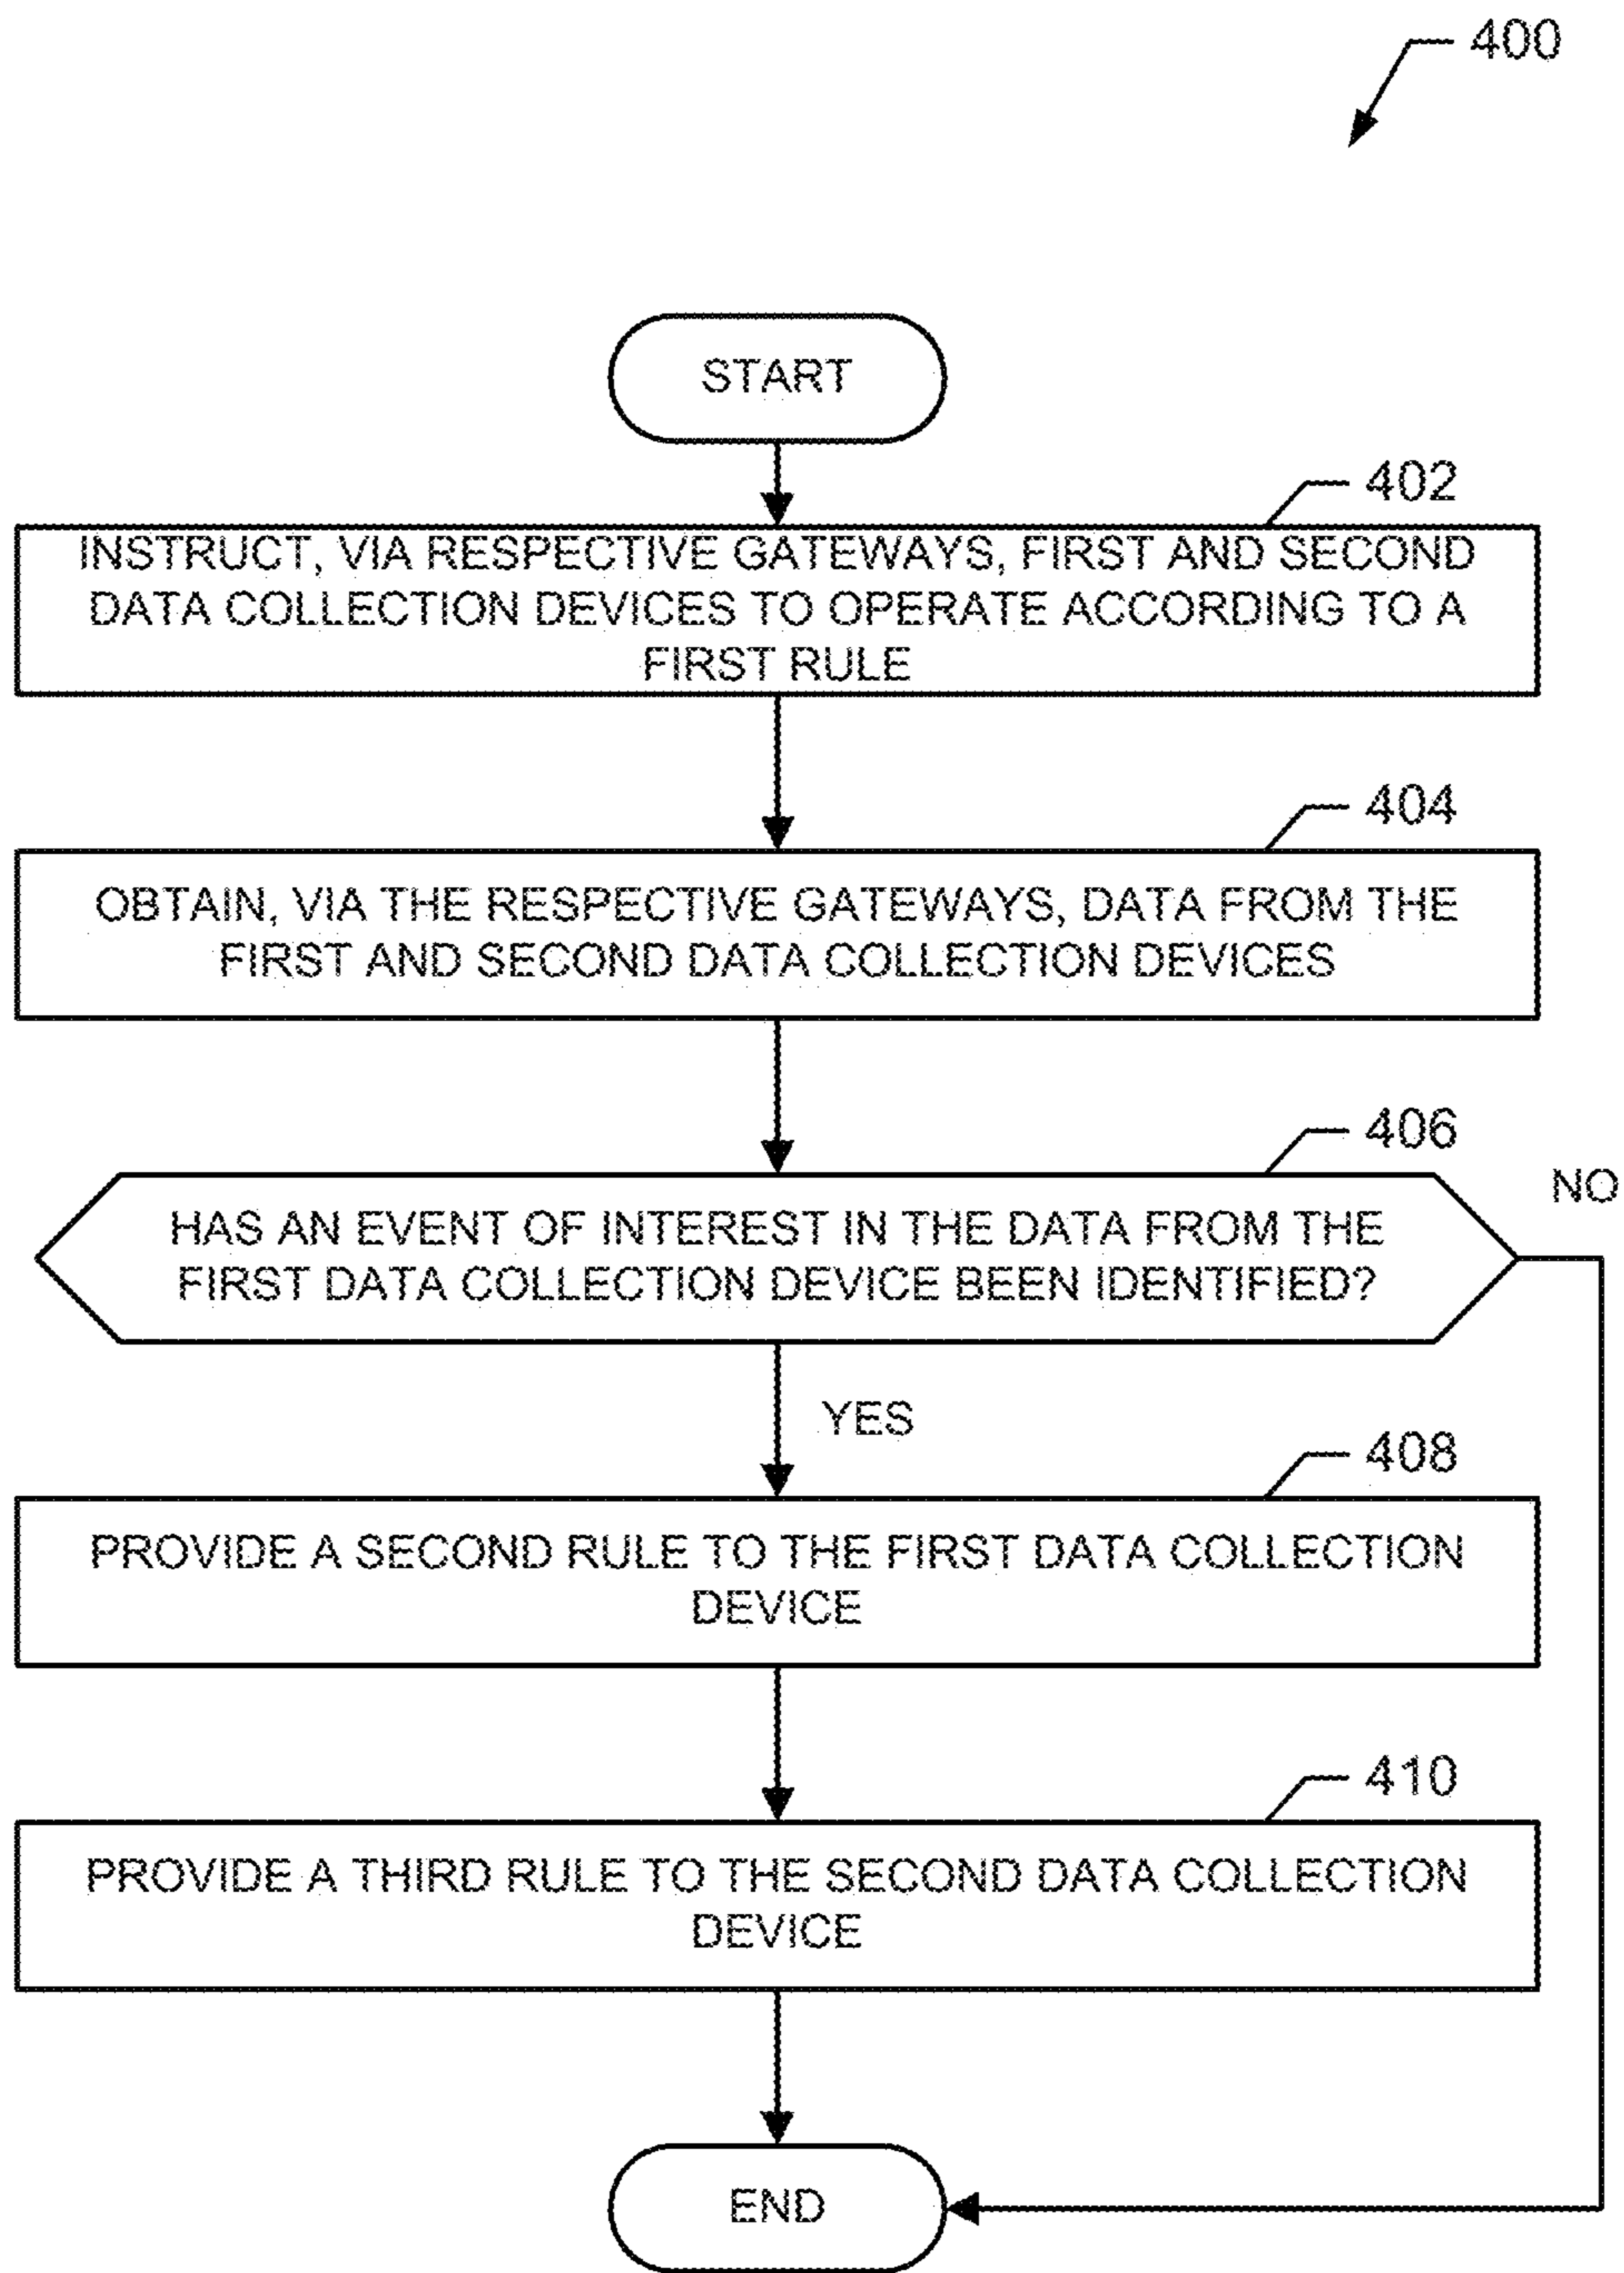 400
START
402
INSTRUCT, VIA RESPECTIVE GATEWAYS, FIRST AND SECOND
DATA COLLECTION DEVICES TO OPERATE ACCORDING TO A
FIRST RULE
404
OBTAIN, VIA THE RESPECTIVE GATEWAYS, DATA FROM THE
FIRST AND SECOND DATA COLLECTION DEVICES
406
NO
HAS AN EVENT OF INTEREST IN THE DATA FROM THE
FIRST DATA COLLECTION DEVICE BEEN IDENTIFIED?
YES
408
PROVIDE A SECOND RULE TO THE FIRST DATA COLLECTION
DEVICE
410
PROVIDE A THIRD RULE TO THE SECOND DATA COLLECTION
DEVICE
END